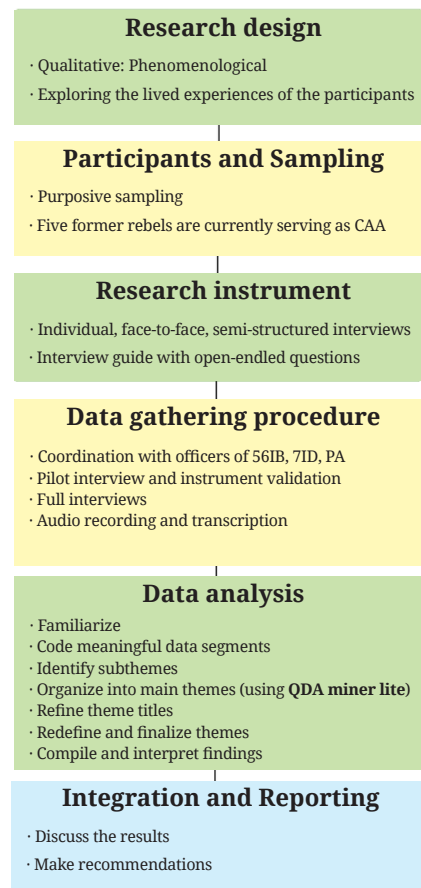 Research design
· Qualitative: Phenomenological
· Exploring the lived experiences of the participants
Participants and Sampling
· Purposive sampling
· Five former rebels are currently serving as CAA
Research instrument
· Individual, face-to-face, semi-structured interviews
· Interview guide with open-endled questions
Data gathering procedure
· Coordination with officers of 56IB, 7ID, PA
· Pilot interview and instrument validation
· Full interviews
· Audio recording and transcription
Data analysis
· Familiarize
· Code meaningful data segments
· Identify subthemes
· Organize into main themes (using QDA miner lite)
· Refine theme titles
· Redefine and finalize themes
· Compile and interpret findings
Integration and Reporting
· Discuss the results
· Make recommendations